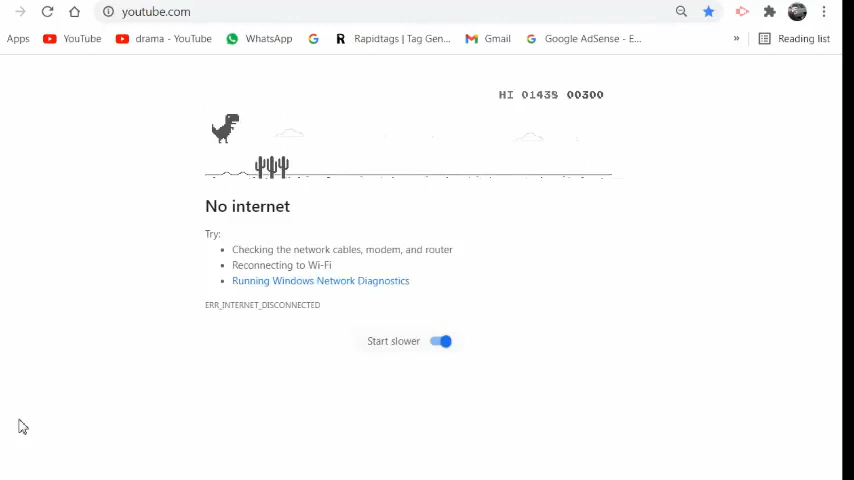 youtube.com
Apps YouTube drama - YouTube WhatsApp Rapidtags | Tag Gen... Gmail Google AdSense - E... » Reading list
HI 01438 00300
No internet
Try:
• Checking the network cables, modem, and router
• Reconnecting to Wi-Fi
• Running Windows Network Diagnostics
ERR_INTERNET_DISCONNECTED
Start slower